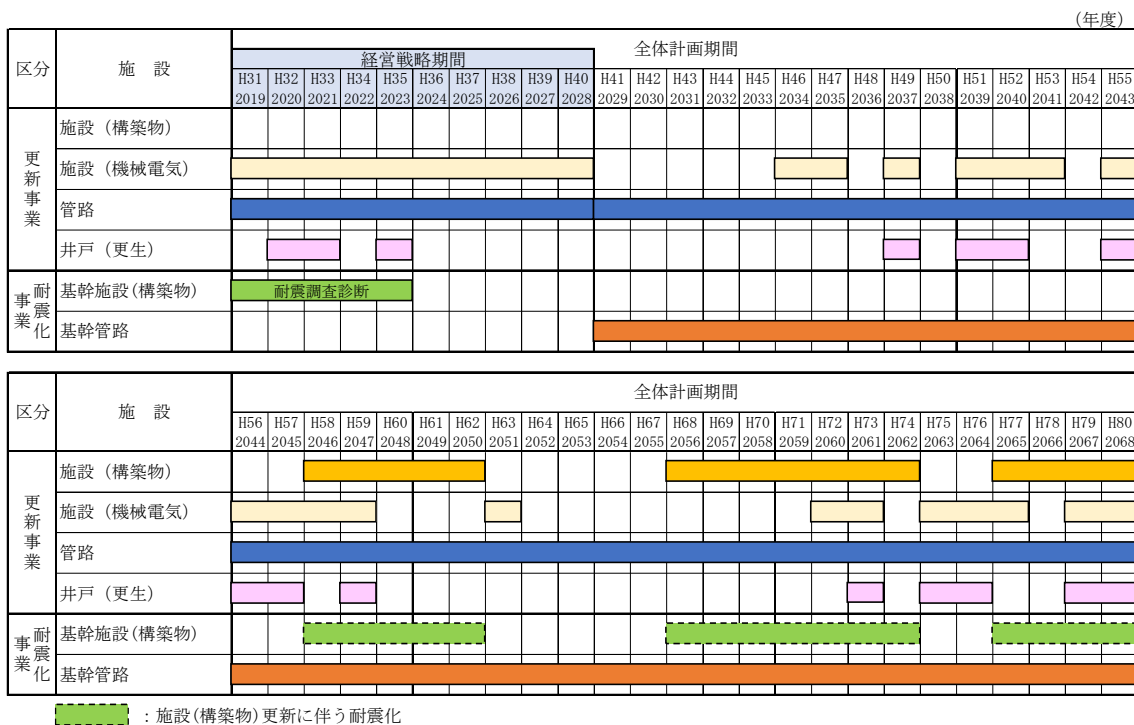 (年度)
区分 施　設 全体計画期間
経営戦略期間
H31 H32 H33 H34 H35 H36 H37 H38 H39 H40 H41 H42 H43 H44 H45 H46 H47 H48 H49 H50 H51 H52 H53 H54 H55
2019 2020 2021 2022 2023 2024 2025 2026 2027 2028 2029 2030 2031 2032 2033 2034 2035 2036 2037 2038 2039 2040 2041 2042 2043
更新事業
施設（構築物）
施設（機械電気）
管路
井戸（更生）
耐震化事業
基幹施設(構築物) 耐震調査診断
基幹管路
区分 施　設 全体計画期間
H56 H57 H58 H59 H60 H61 H62 H63 H64 H65 H66 H67 H68 H69 H70 H71 H72 H73 H74 H75 H76 H77 H78 H79 H80
2044 2045 2046 2047 2048 2049 2050 2051 2052 2053 2054 2055 2056 2057 2058 2059 2060 2061 2062 2063 2064 2065 2066 2067 2068
更新事業
施設（構築物）
施設（機械電気）
管路
井戸（更生）
耐震化事業
基幹施設(構築物)
基幹管路
：施設(構築物)更新に伴う耐震化